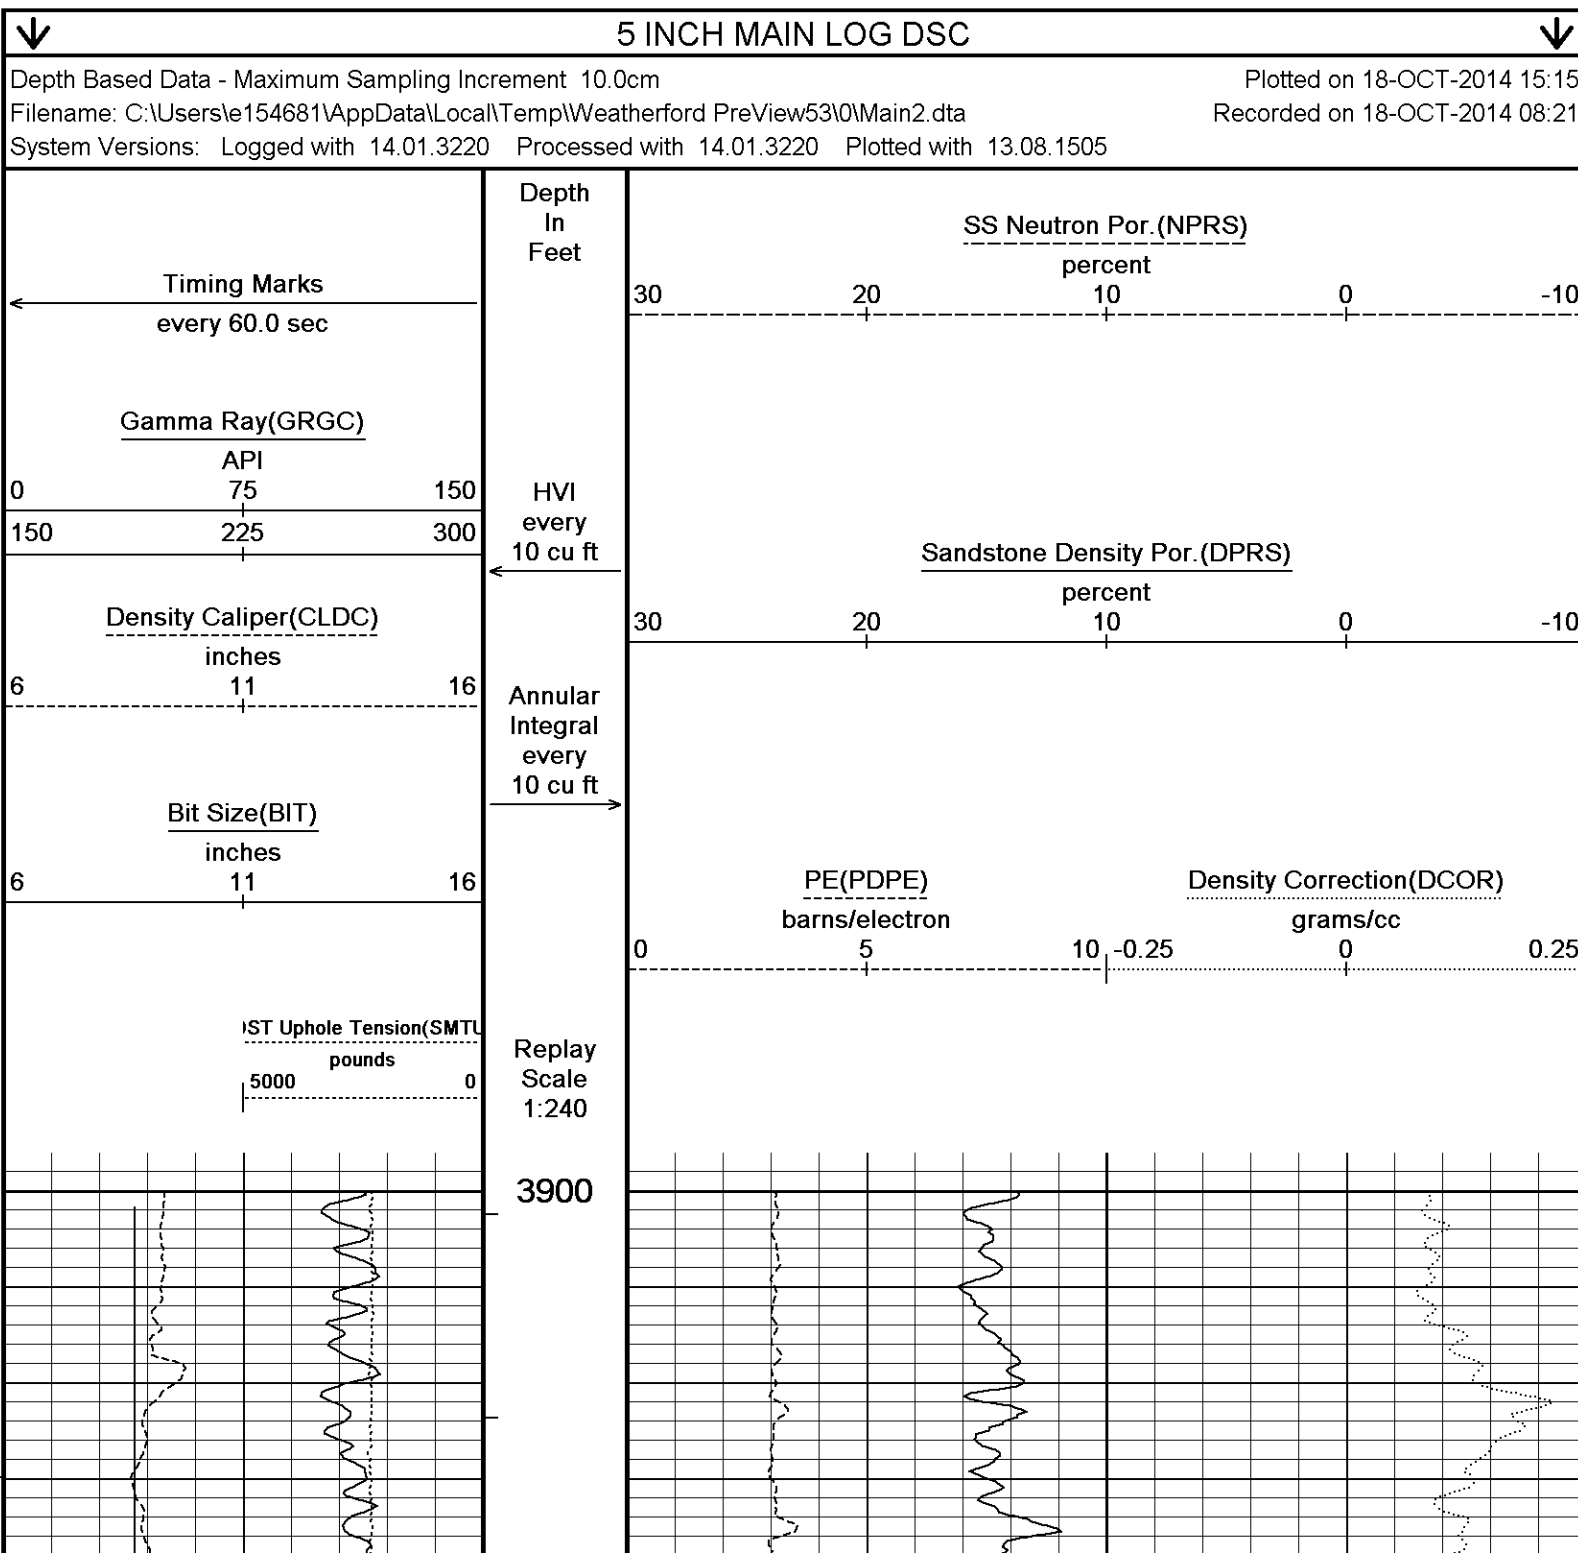 5 INCH MAIN LOG DSC
Depth Based Data - Maximum Sampling Increment 10.0cm
Plotted on 18-OCT-2014 15:15
Filename: C:\Users\e154681\AppData\Local\Temp\Weatherford PreView53\0\Main2.dta
Recorded on 18-OCT-2014 08:21
System Versions: Logged with 14.01.3220 Processed with 14.01.3220 Plotted with 13.08.1505
Timing Marks
every 60.0 sec
Gamma Ray(GRGC)
API
0 75 150
150 225 300
Density Caliper(CLDC)
inches
6 11 16
Bit Size(BIT)
inches
6 11 16
ST Uphole Tension(SMTU
pounds
5000 0
Depth
In
Feet
HVI
every
10 cu ft
Annular
Integral
every
10 cu ft
Replay
Scale
1:240
3900
SS Neutron Por.(NPRS)
percent
30 20 10 0 -10
Sandstone Density Por.(DPRS)
percent
30 20 10 0 -10
PE(PDPE)
barns/electron
0 5 10
Density Correction(DCOR)
grams/cc
-0.25 0 0.25